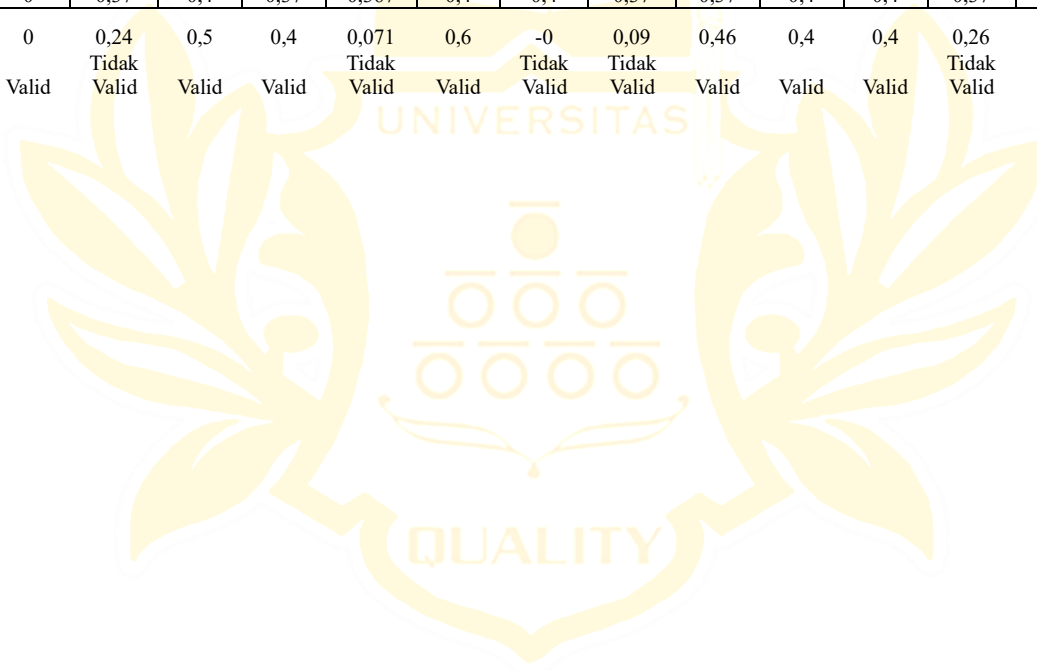 0 0,24 0,5 0,4 0,071 0,6 -0 0,09 0,46 0,4 0,4 0,26
Tidak Tidak Tidak Tidak Tidak
Valid Valid Valid Valid Valid Valid Valid Valid Valid Valid Valid Valid
UNIVERSITAS
QUALITY